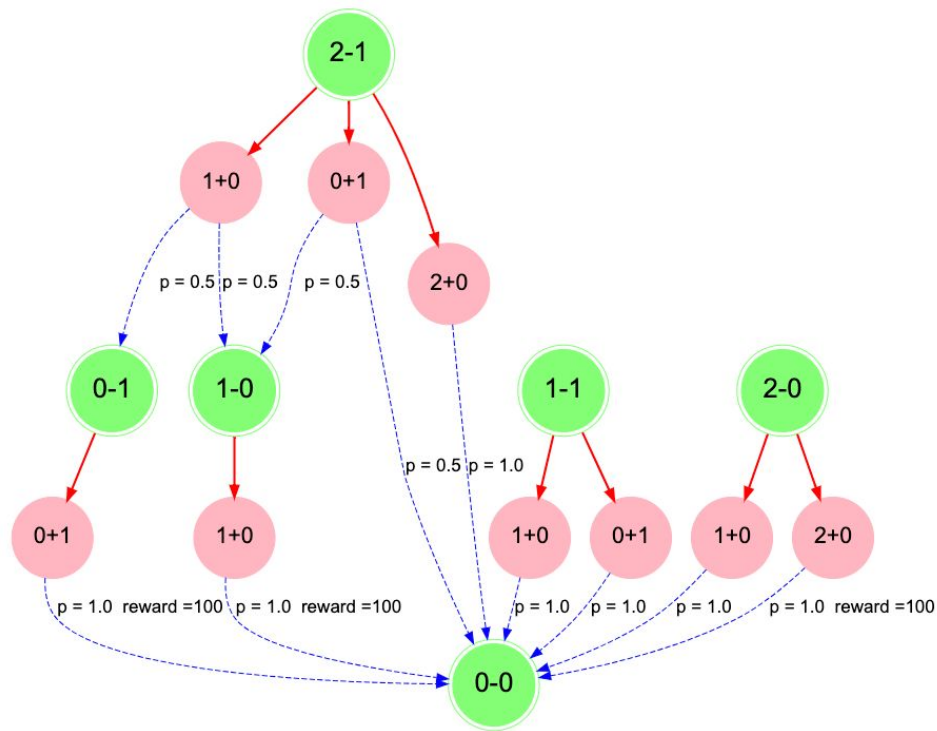 2-1
1+0
0+1
2+0
p = 0.5
p = 0.5
p = 0.5
0-1
1-0
1-1
2-0
p = 0.5
p = 1.0
0+1
1+0
1+0
0+1
1+0
2+0
p = 1.0  reward =100
p = 1.0  reward =100
p = 1.0
p = 1.0
p = 1.0
p = 1.0  reward =100
0-0